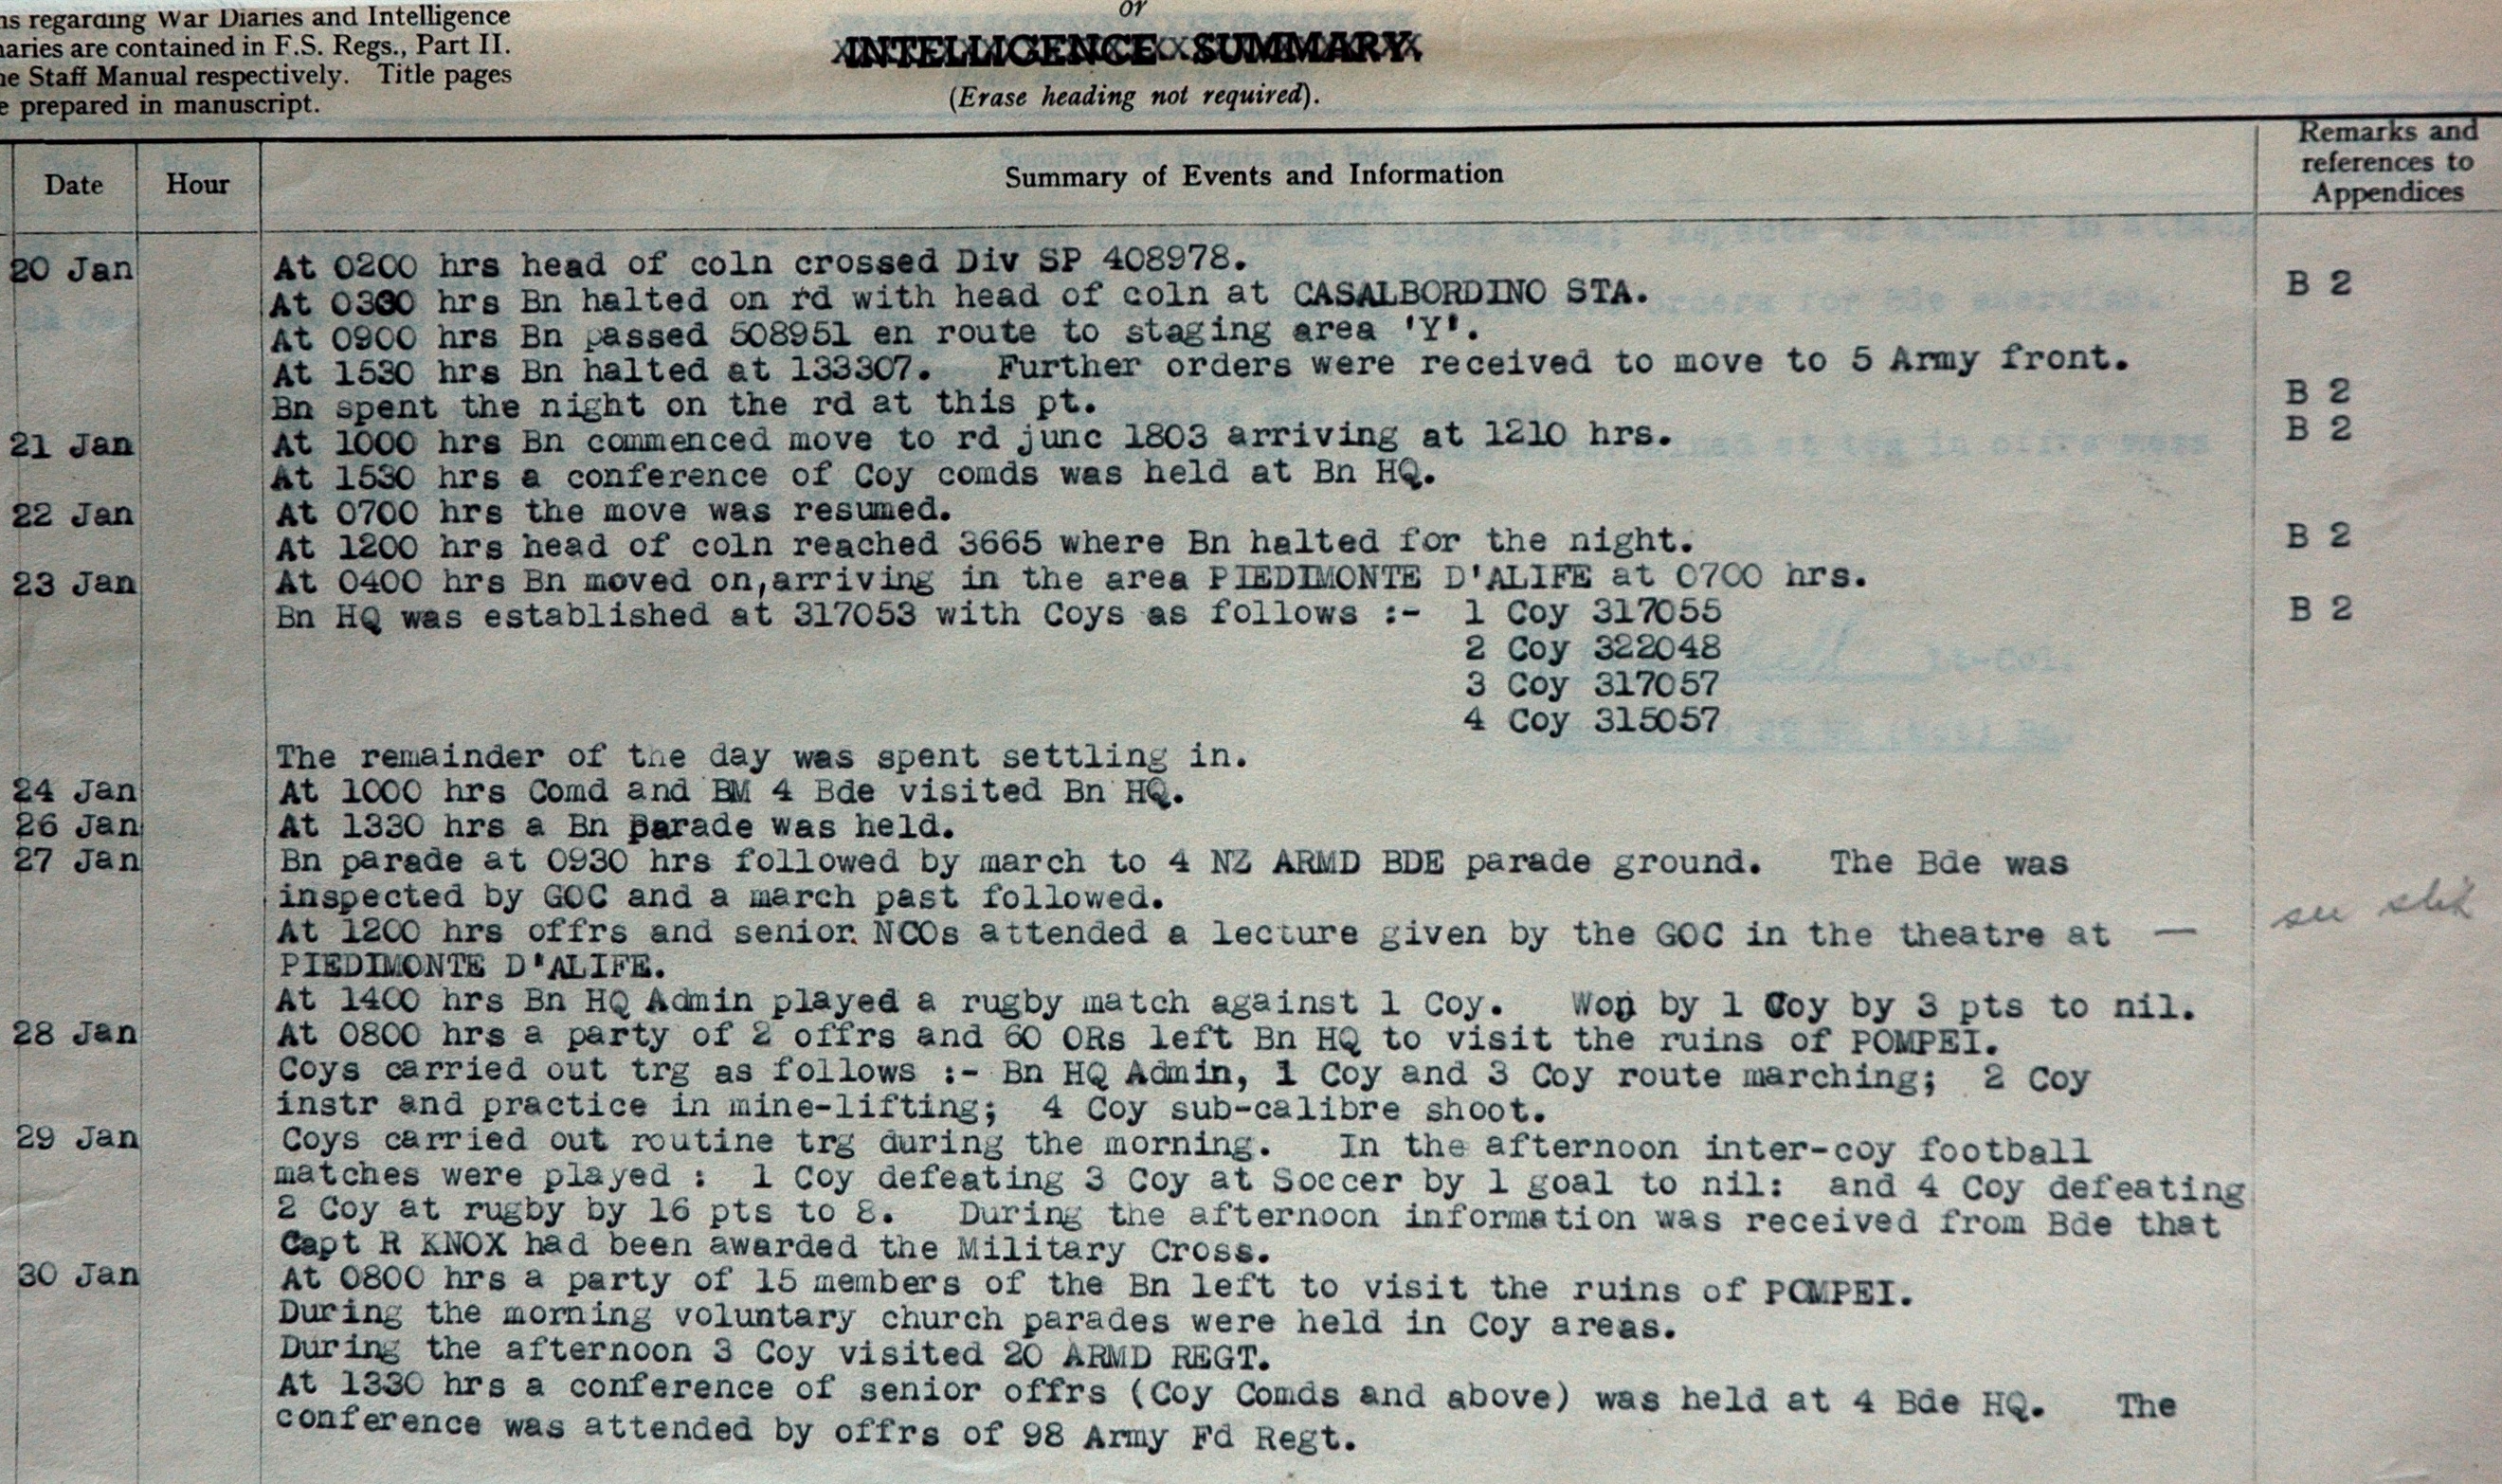 or
ns regarding War Diaries and Intelligence
naries are contained in F.S. Regs., Part II.
he Staff Manual respectively. Title pages
e prepared in manuscript.
INTELLIGENCE SUMMARY.
(Erase heading not required).
Date Hour Summary of Events and Information Remarks and references to Appendices
20 Jan At 0200 hrs head of coln crossed Div SP 408978. B 2
At 0300 hrs Bn halted on rd with head of coln at CASALBORDINO STA.
At 0900 hrs Bn passed 508951 en route to staging area 'Y'.
At 1530 hrs Bn halted at 133307. Further orders were received to move to 5 Army front.
Bn spent the night on the rd at this pt. B 2
21 Jan At 1000 hrs Bn commenced move to rd junc 1803 arriving at 1210 hrs. B 2
At 1530 hrs a conference of Coy comds was held at Bn HQ.
22 Jan At 0700 hrs the move was resumed.
At 1200 hrs head of coln reached 3665 where Bn halted for the night. B 2
23 Jan At 0400 hrs Bn moved on,arriving in the area PIEDIMONTE D'ALIFE at 0700 hrs.
Bn HQ was established at 317053 with Coys as follows :- 1 Coy 317055 B 2
2 Coy 322048
3 Coy 317057
4 Coy 315057
The remainder of the day was spent settling in.
24 Jan At 1000 hrs Comd and BM 4 Bde visited Bn HQ.
26 Jan At 1330 hrs a Bn Parade was held.
27 Jan Bn parade at 0930 hrs followed by march to 4 NZ ARMD BDE parade ground. The Bde was
inspected by GOC and a march past followed.
At 1200 hrs offrs and senior NCOs attended a lecture given by the GOC in the theatre at — see
PIEDIMONTE D'ALIFE.
At 1400 hrs Bn HQ Admin played a rugby match against 1 Coy. Won by 1 Coy by 3 pts to nil.
28 Jan At 0800 hrs a party of 2 offrs and 60 ORs left Bn HQ to visit the ruins of POMPEI.
Coys carried out trg as follows :- Bn HQ Admin, 1 Coy and 3 Coy route marching; 2 Coy
instr and practice in mine-lifting; 4 Coy sub-calibre shoot.
29 Jan Coys carried out routine trg during the morning. In the afternoon inter-coy football
matches were played : 1 Coy defeating 3 Coy at Soccer by 1 goal to nil: and 4 Coy defeating
2 Coy at rugby by 16 pts to 8. During the afternoon information was received from Bde that
Capt R KNOX had been awarded the Military Cross.
30 Jan At 0800 hrs a party of 15 members of the Bn left to visit the ruins of POMPEI.
During the morning voluntary church parades were held in Coy areas.
During the afternoon 3 Coy visited 20 ARMD REGT.
At 1330 hrs a conference of senior offrs (Coy Comds and above) was held at 4 Bde HQ. The
conference was attended by offrs of 98 Army Fd Regt.